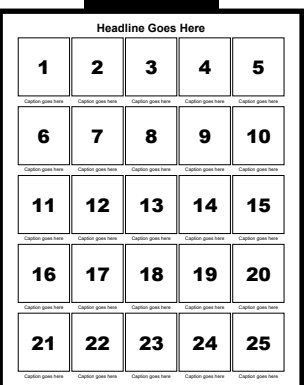 Headline Goes Here
1 2 3 4 5
Caption goes here Caption goes here Caption goes here Caption goes here Caption goes here
6 7 8 9 10
Caption goes here Caption goes here Caption goes here Caption goes here Caption goes here
11 12 13 14 15
Caption goes here Caption goes here Caption goes here Caption goes here Caption goes here
16 17 18 19 20
Caption goes here Caption goes here Caption goes here Caption goes here Caption goes here
21 22 23 24 25
Caption goes here Caption goes here Caption goes here Caption goes here Caption goes here